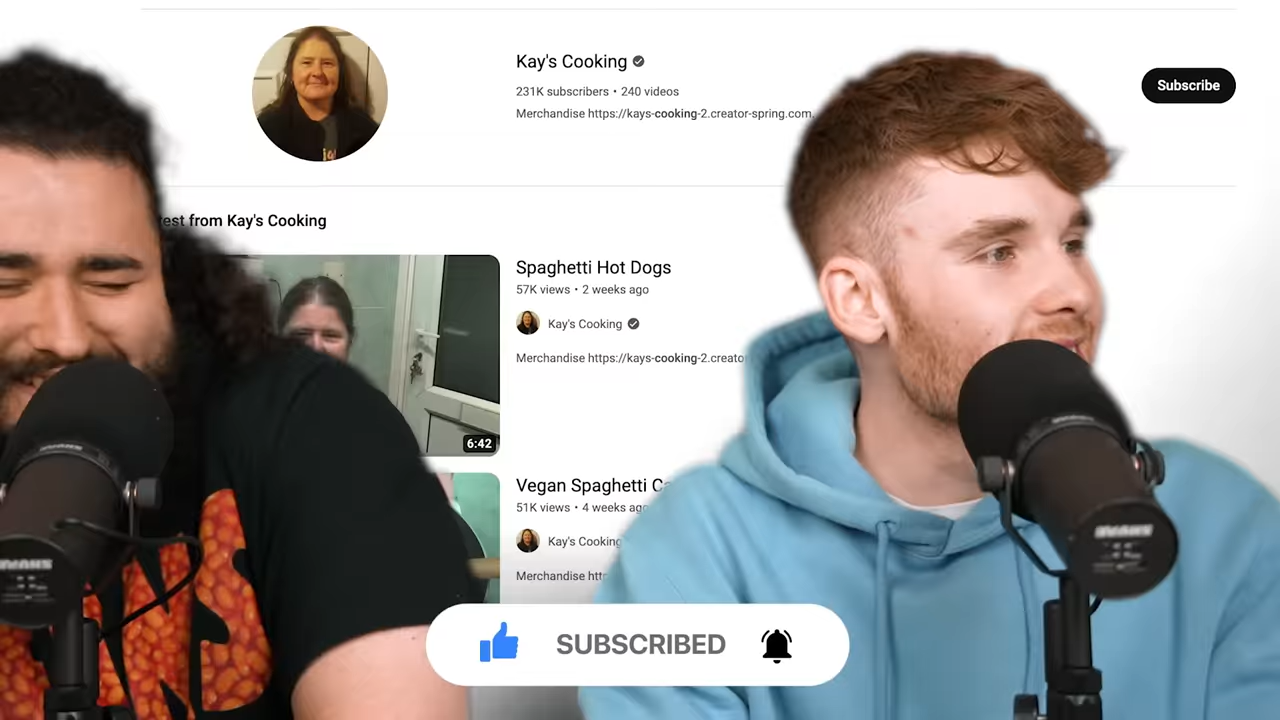 Kay's Cooking
231K subscribers • 240 videos
Merchandise https://kays-cooking-2.creator-spring.com
Subscribe
from Kay's Cooking
Spaghetti Hot Dogs
57K views • 2 weeks ago
Kay's Cooking
Merchandise https://kays-cooking-2.creato
6:42
Vegan Spaghetti
51K views • 4 weeks ago
Kay's Cooking
Merchandise
SUBSCRIBED